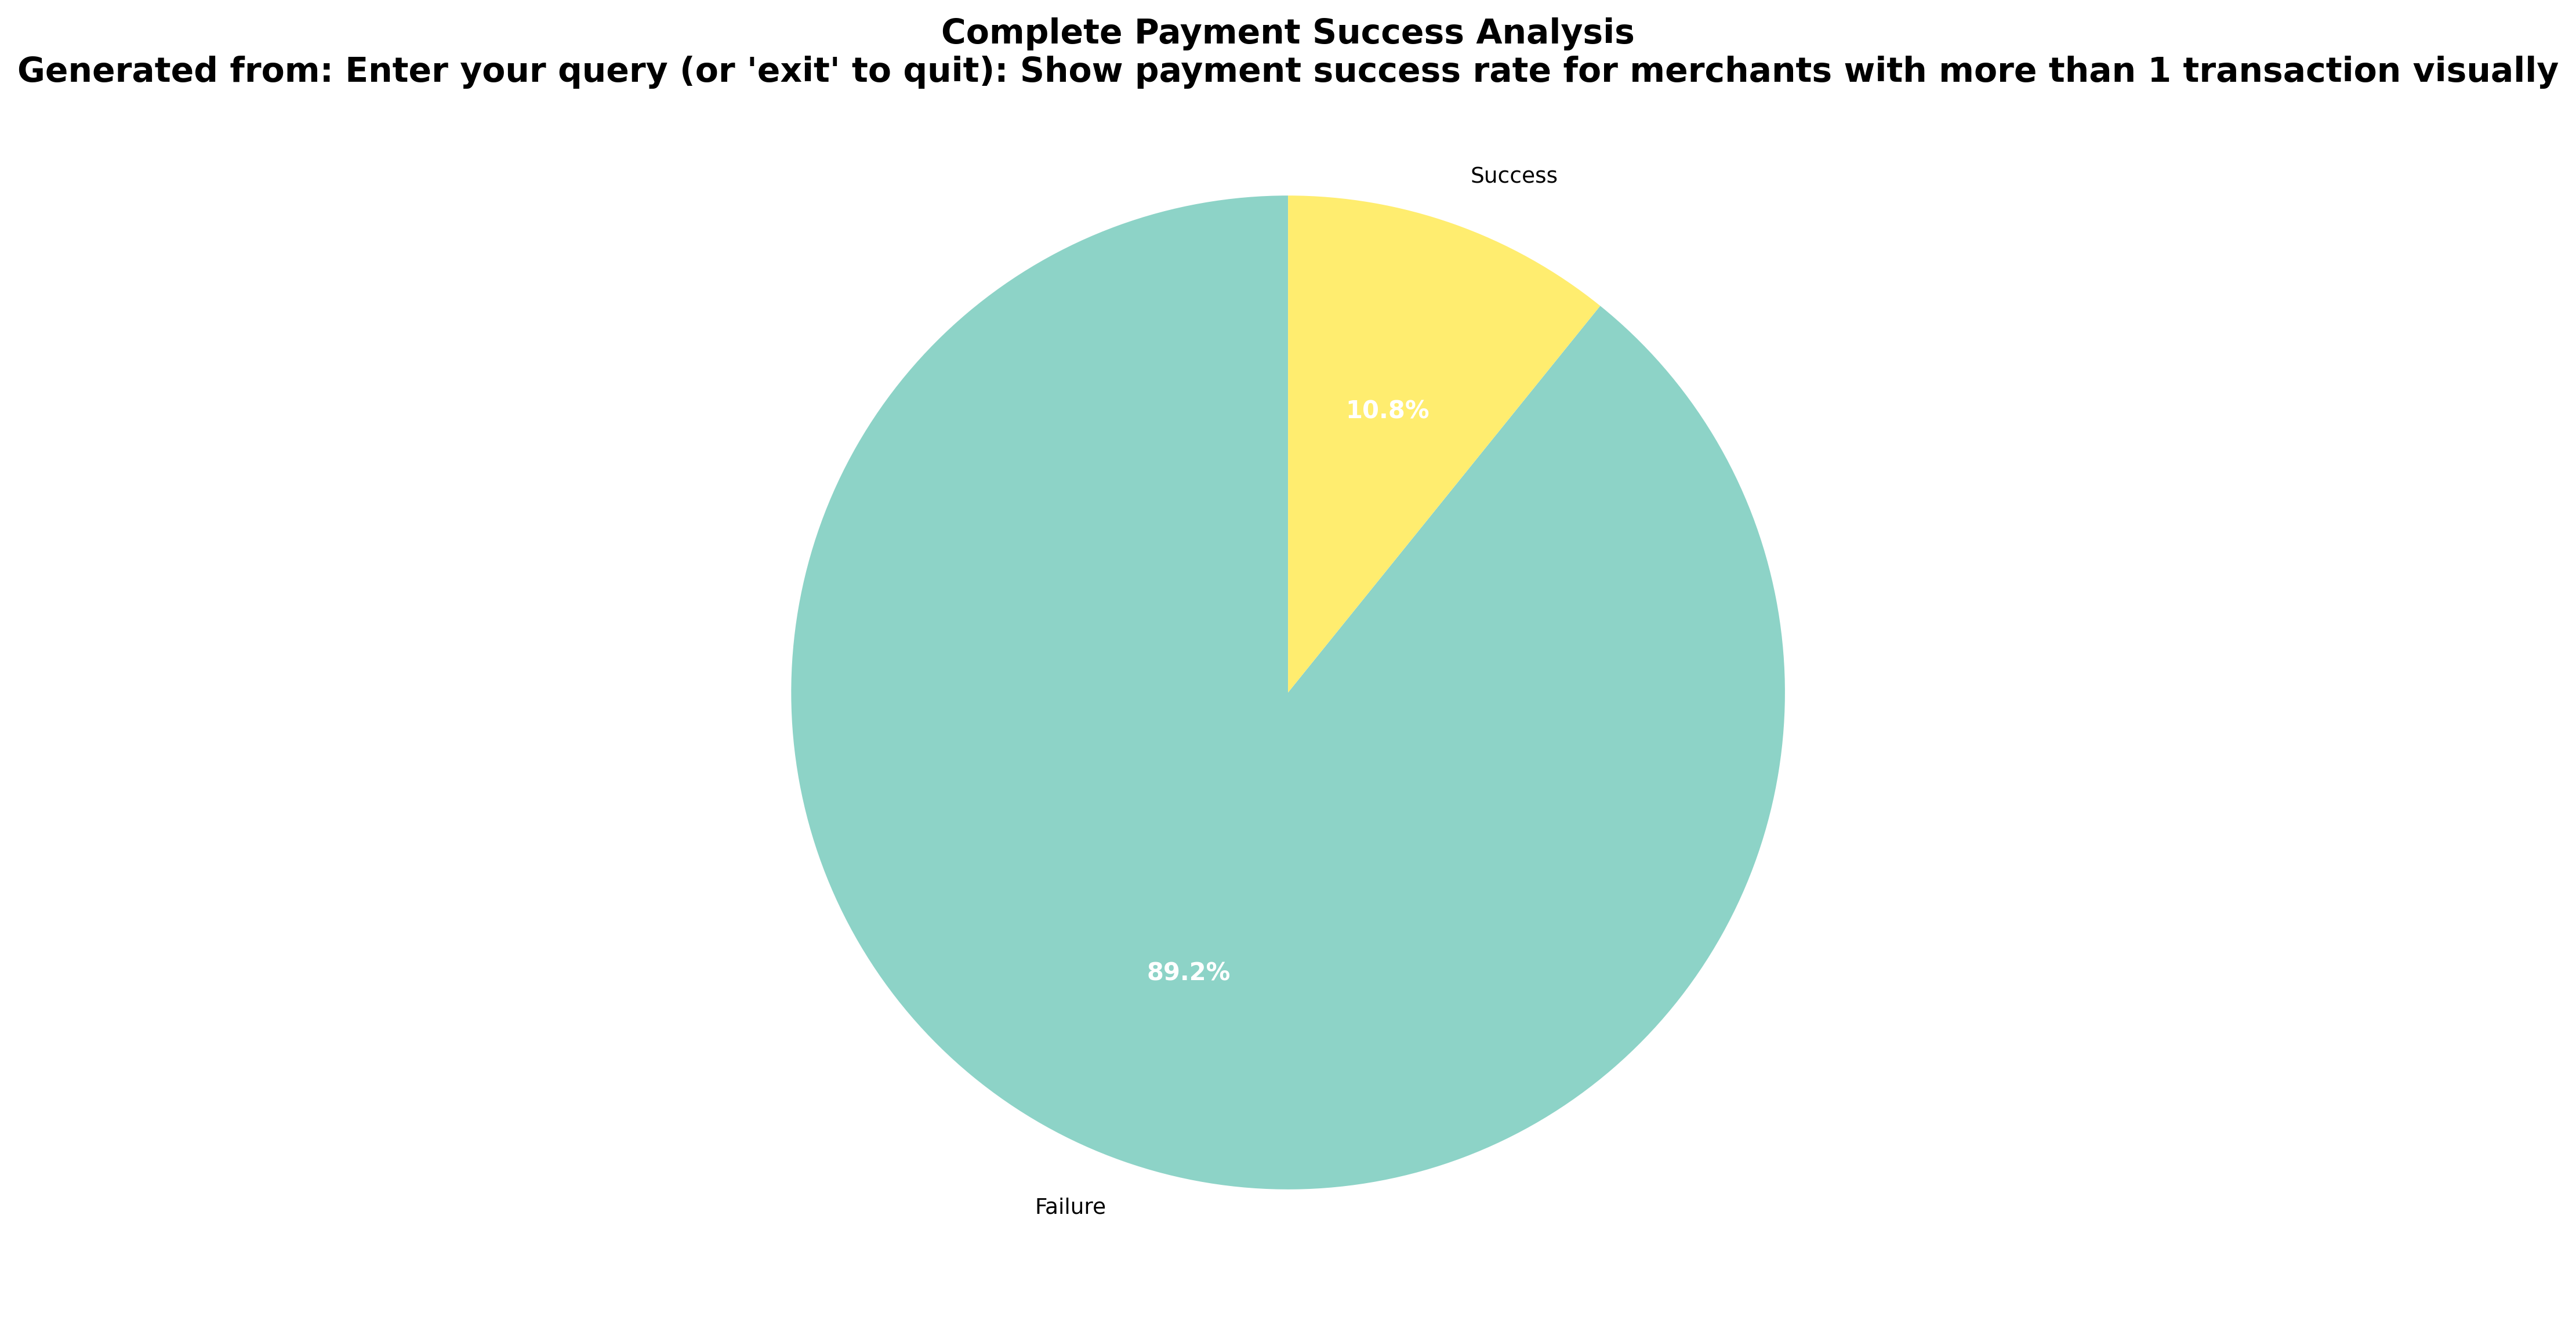 Complete Payment Success Analysis
Generated from: Enter your query (or 'exit' to quit): Show payment success rate for merchants with more than 1 transaction visually
Success
10.8%
89.2%
Failure